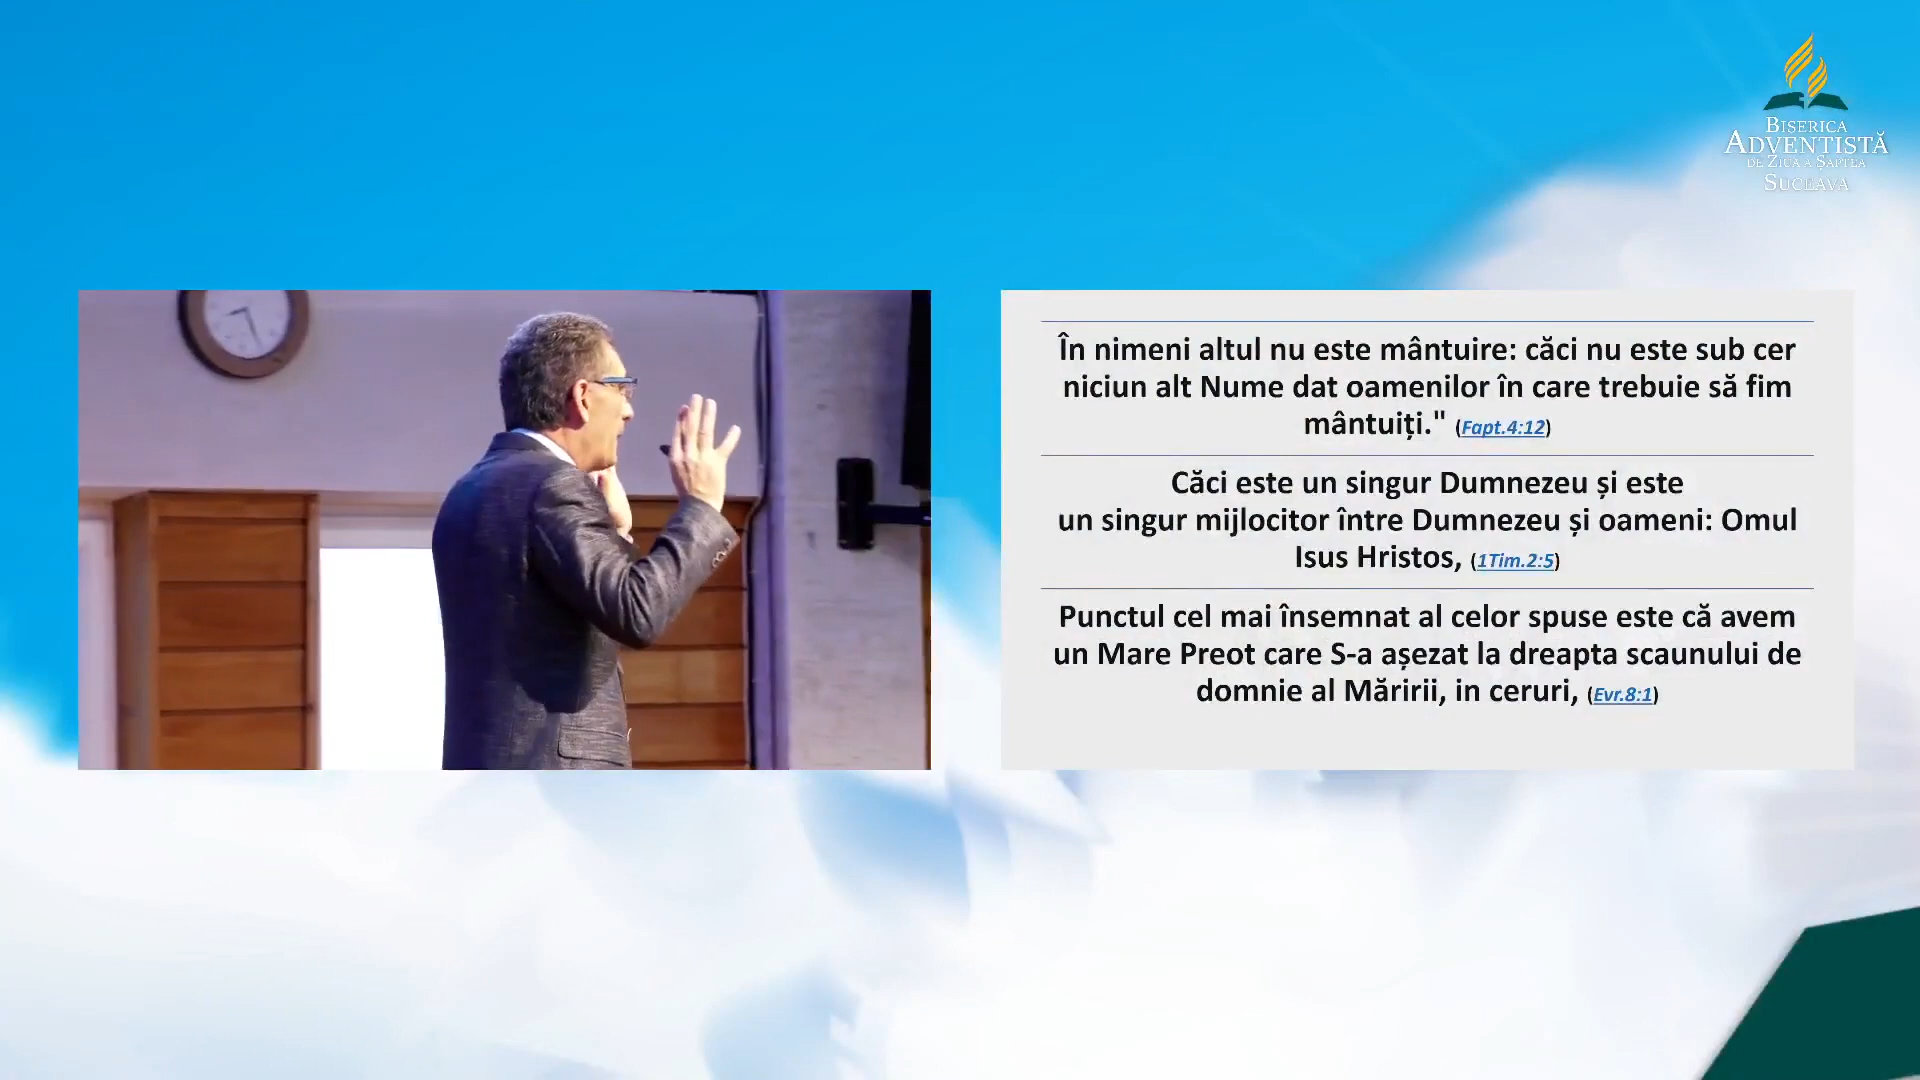 BISERICA
ADVENTISTĂ
DE ZIUA A ȘAPTEA
SUCEAVA
În nimeni altul nu este mântuire: căci nu este sub cer
niciun alt Nume dat oamenilor în care trebuie să fim
mântuiți." (Fapt.4:12)
Căci este un singur Dumnezeu și este
un singur mijlocitor între Dumnezeu și oameni: Omul
Isus Hristos, (1Tim.2:5)
Punctul cel mai însemnat al celor spuse este că avem
un Mare Preot care S-a așezat la dreapta scaunului de
domnie al Măririi, in ceruri, (Evr.8:1)